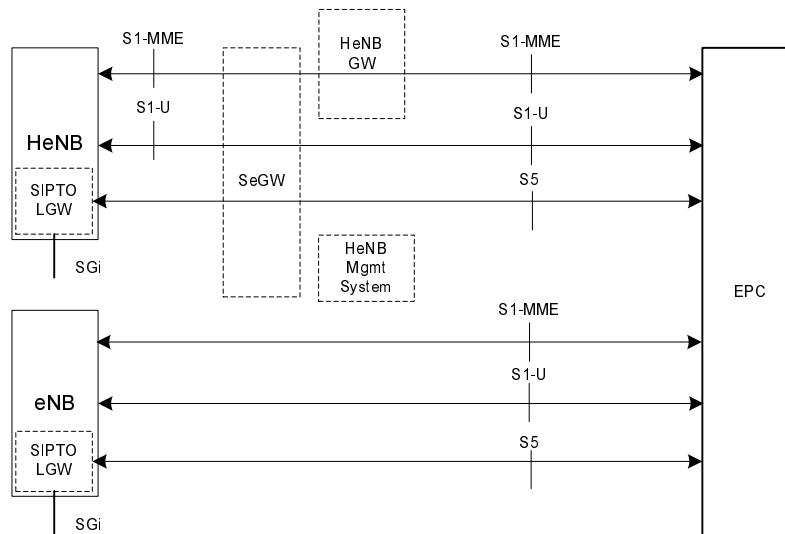 S1-MME
HeNB
GW
S1-MME
S1-U
S1-U
HeNB
SIPTO
LGW
SeGW
S5
SGi
HeNB
Mgmt
System
EPC
S1-MME
S1-U
eNB
SIPTO
LGW
S5
SGi